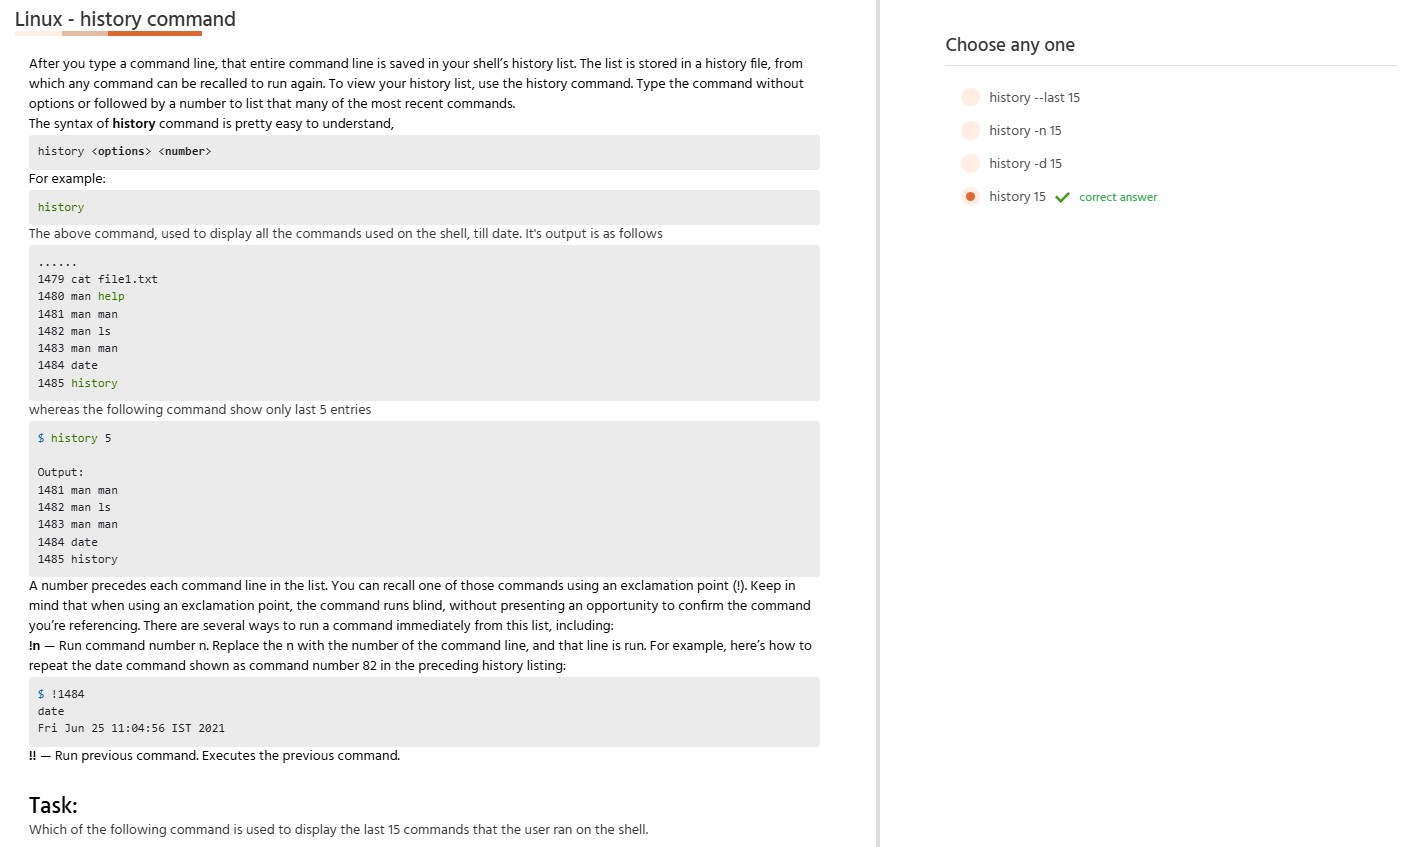 Linux - history command
After you type a command line, that entire command line is saved in your shell’s history list. The list is stored in a history file, from
which any command can be recalled to run again. To view your history list, use the history command. Type the command without
options or followed by a number to list that many of the most recent commands.
The syntax of history command is pretty easy to understand,
history <options> <number>
For example:
history
The above command, used to display all the commands used on the shell, till date. It's output is as follows
......
1479 cat file1.txt
1480 man help
1481 man man
1482 man ls
1483 man man
1484 date
1485 history
whereas the following command show only last 5 entries
$ history 5
Output:
1481 man man
1482 man ls
1483 man man
1484 date
1485 history
A number precedes each command line in the list. You can recall one of those commands using an exclamation point (!). Keep in
mind that when using an exclamation point, the command runs blind, without presenting an opportunity to confirm the command
you’re referencing. There are several ways to run a command immediately from this list, including:
!n — Run command number n. Replace the n with the number of the command line, and that line is run. For example, here’s how to
repeat the date command shown as command number 82 in the preceding history listing:
$ !1484
date
Fri Jun 25 11:04:56 IST 2021
!! — Run previous command. Executes the previous command.
Task:
Which of the following command is used to display the last 15 commands that the user ran on the shell.
Choose any one
history --last 15
history -n 15
history -d 15
history 15 correct answer